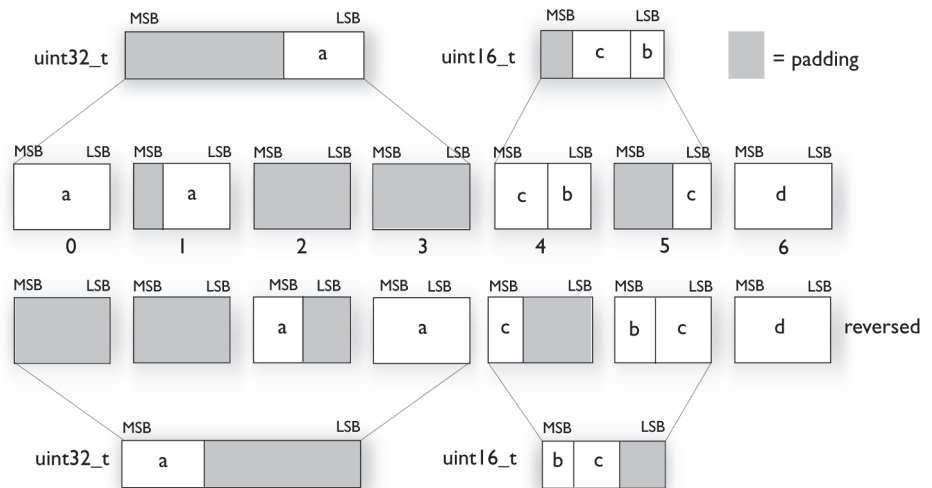 MSB LSB MSB LSB
uint32_t a uint16_t c b = padding
MSB LSB MSB LSB MSB LSB MSB LSB MSB LSB MSB LSB MSB LSB
a a c b c d
0 1 2 3 4 5 6
MSB LSB MSB LSB MSB LSB MSB LSB MSB LSB MSB LSB MSB LSB
a a c b c d reversed
MSB LSB MSB LSB
uint32_t a uint16_t b c